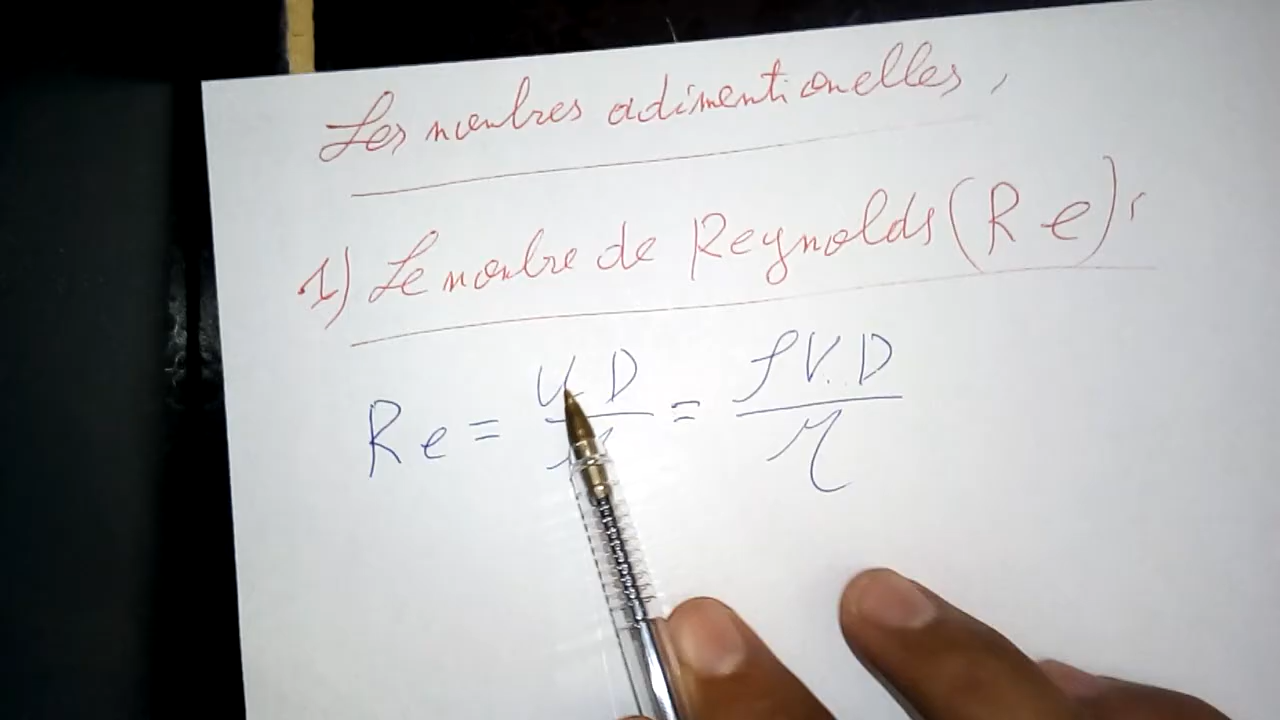 Les nombres adimentionelles,
1) Le nombre de Reynolds (Re),
Re = V.D = ρV.D / η